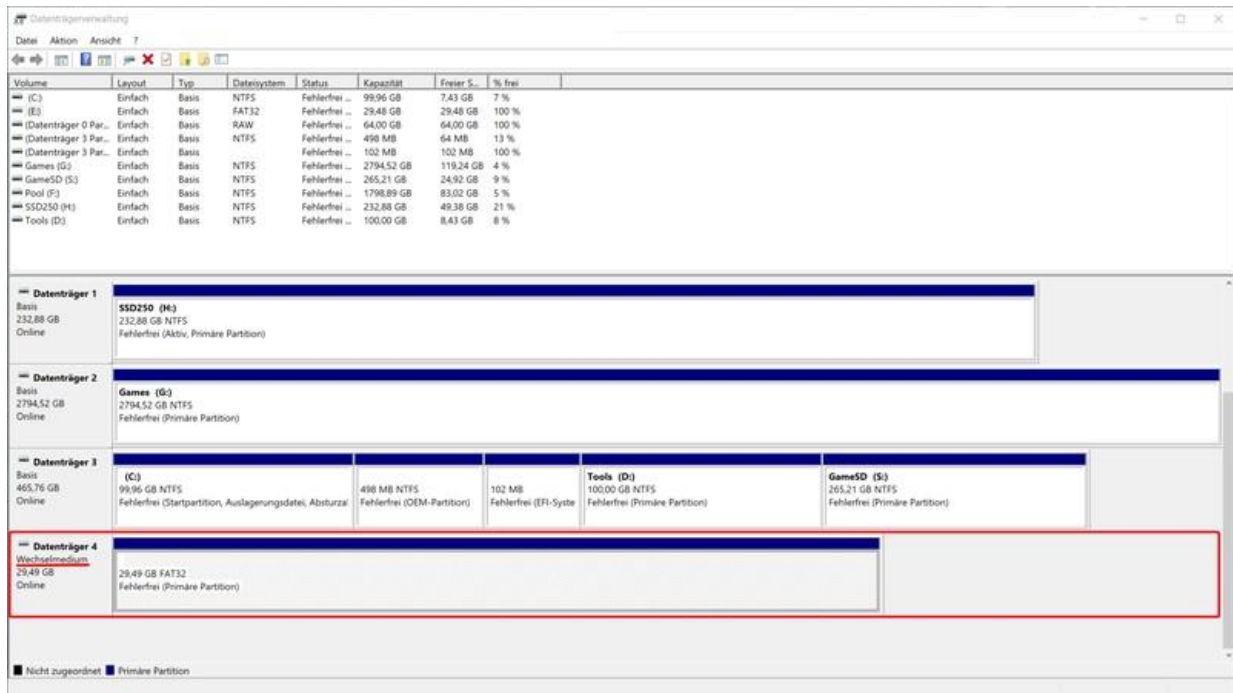 Datenträgerverwaltung
Datei Aktion Ansicht ?
Volume Layout Typ Dateisystem Status Kapazität Freier S... % frei
(C:) Einfach Basis NTFS Fehlerfrei ... 99,96 GB 7,43 GB 7 %
(E:) Einfach Basis FAT32 Fehlerfrei ... 29,48 GB 29,48 GB 100 %
(Datenträger 0 Par... Einfach Basis RAW Fehlerfrei ... 64,00 GB 64,00 GB 100 %
(Datenträger 3 Par... Einfach Basis NTFS Fehlerfrei ... 498 MB 64 MB 13 %
(Datenträger 3 Par... Einfach Basis Fehlerfrei ... 102 MB 102 MB 100 %
Games (G:) Einfach Basis NTFS Fehlerfrei ... 2794,52 GB 119,24 GB 4 %
GameSD (S:) Einfach Basis NTFS Fehlerfrei ... 265,21 GB 24,92 GB 9 %
Pool (F:) Einfach Basis NTFS Fehlerfrei ... 1798,89 GB 83,02 GB 5 %
SSD250 (H:) Einfach Basis NTFS Fehlerfrei ... 232,88 GB 49,38 GB 21 %
Tools (D:) Einfach Basis NTFS Fehlerfrei ... 100,00 GB 8,43 GB 8 %
Datenträger 1
Basis
232,88 GB
Online
SSD250 (H:)
232,88 GB NTFS
Fehlerfrei (Aktiv, Primäre Partition)
Datenträger 2
Basis
2794,52 GB
Online
Games (G:)
2794,52 GB NTFS
Fehlerfrei (Primäre Partition)
Datenträger 3
Basis
465,76 GB
Online
(C:)
99,96 GB NTFS
Fehlerfrei (Startpartition, Auslagerungsdatei, Absturza
498 MB NTFS
Fehlerfrei (OEM-Partition)
102 MB
Fehlerfrei (EFI-Syste
Tools (D:)
100,00 GB NTFS
Fehlerfrei (Primäre Partition)
GameSD (S:)
265,21 GB NTFS
Fehlerfrei (Primäre Partition)
Datenträger 4
Wechselmedium
29,49 GB
Online
29,49 GB FAT32
Fehlerfrei (Primäre Partition)
Nicht zugeordnet Primäre Partition